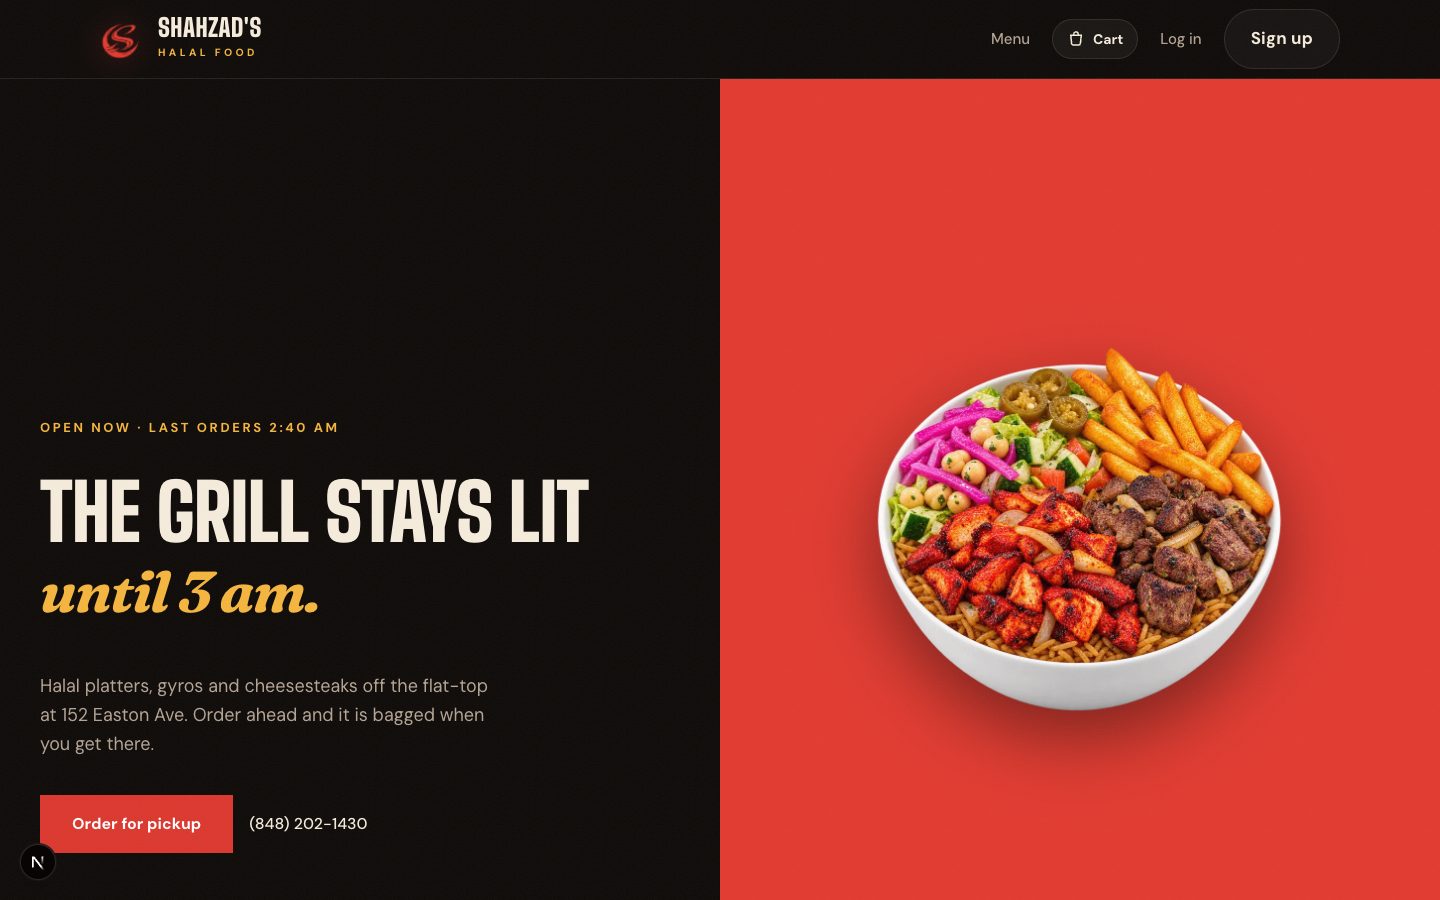 SHAHZAD'S
HALAL FOOD
Menu
Cart
Log in
Sign up
OPEN NOW · LAST ORDERS 2:40 AM
THE GRILL STAYS LIT
until 3 am.
Halal platters, gyros and cheesesteaks off the flat-top
at 152 Easton Ave. Order ahead and it is bagged when
you get there.
Order for pickup
(848) 202-1430
N